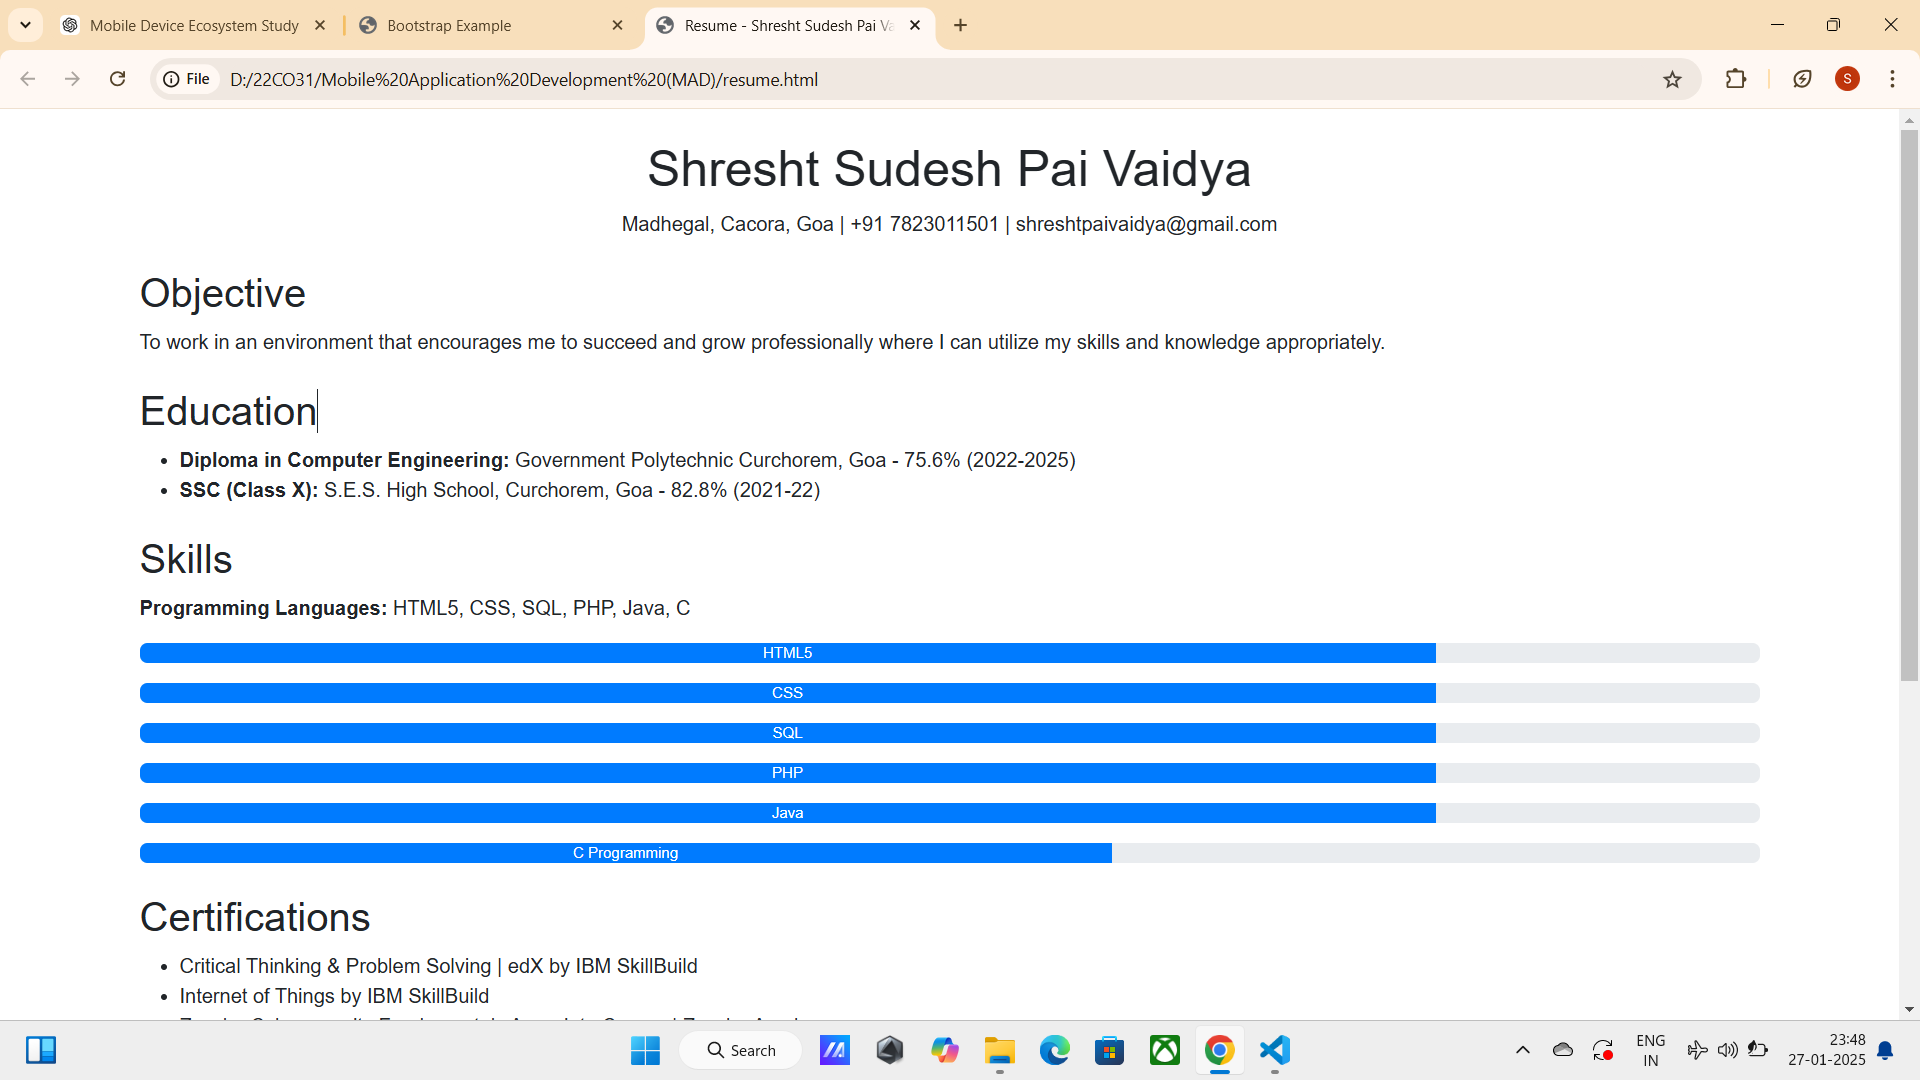 Mobile Device Ecosystem Study
Bootstrap Example
Resume - Shresht Sudesh Pai Va
File
D:/22CO31/Mobile%20Application%20Development%20(MAD)/resume.html
S
Shresht Sudesh Pai Vaidya
Madhegal, Cacora, Goa | +91 7823011501 | shreshtpaivaidya@gmail.com
Objective
To work in an environment that encourages me to succeed and grow professionally where I can utilize my skills and knowledge appropriately.
Education
• Diploma in Computer Engineering: Government Polytechnic Curchorem, Goa - 75.6% (2022-2025)
• SSC (Class X): S.E.S. High School, Curchorem, Goa - 82.8% (2021-22)
Skills
Programming Languages: HTML5, CSS, SQL, PHP, Java, C
HTML5
CSS
SQL
PHP
Java
C Programming
Certifications
• Critical Thinking & Problem Solving | edX by IBM SkillBuild
• Internet of Things by IBM SkillBuild
Search
ENG
IN
23:48
27-01-2025